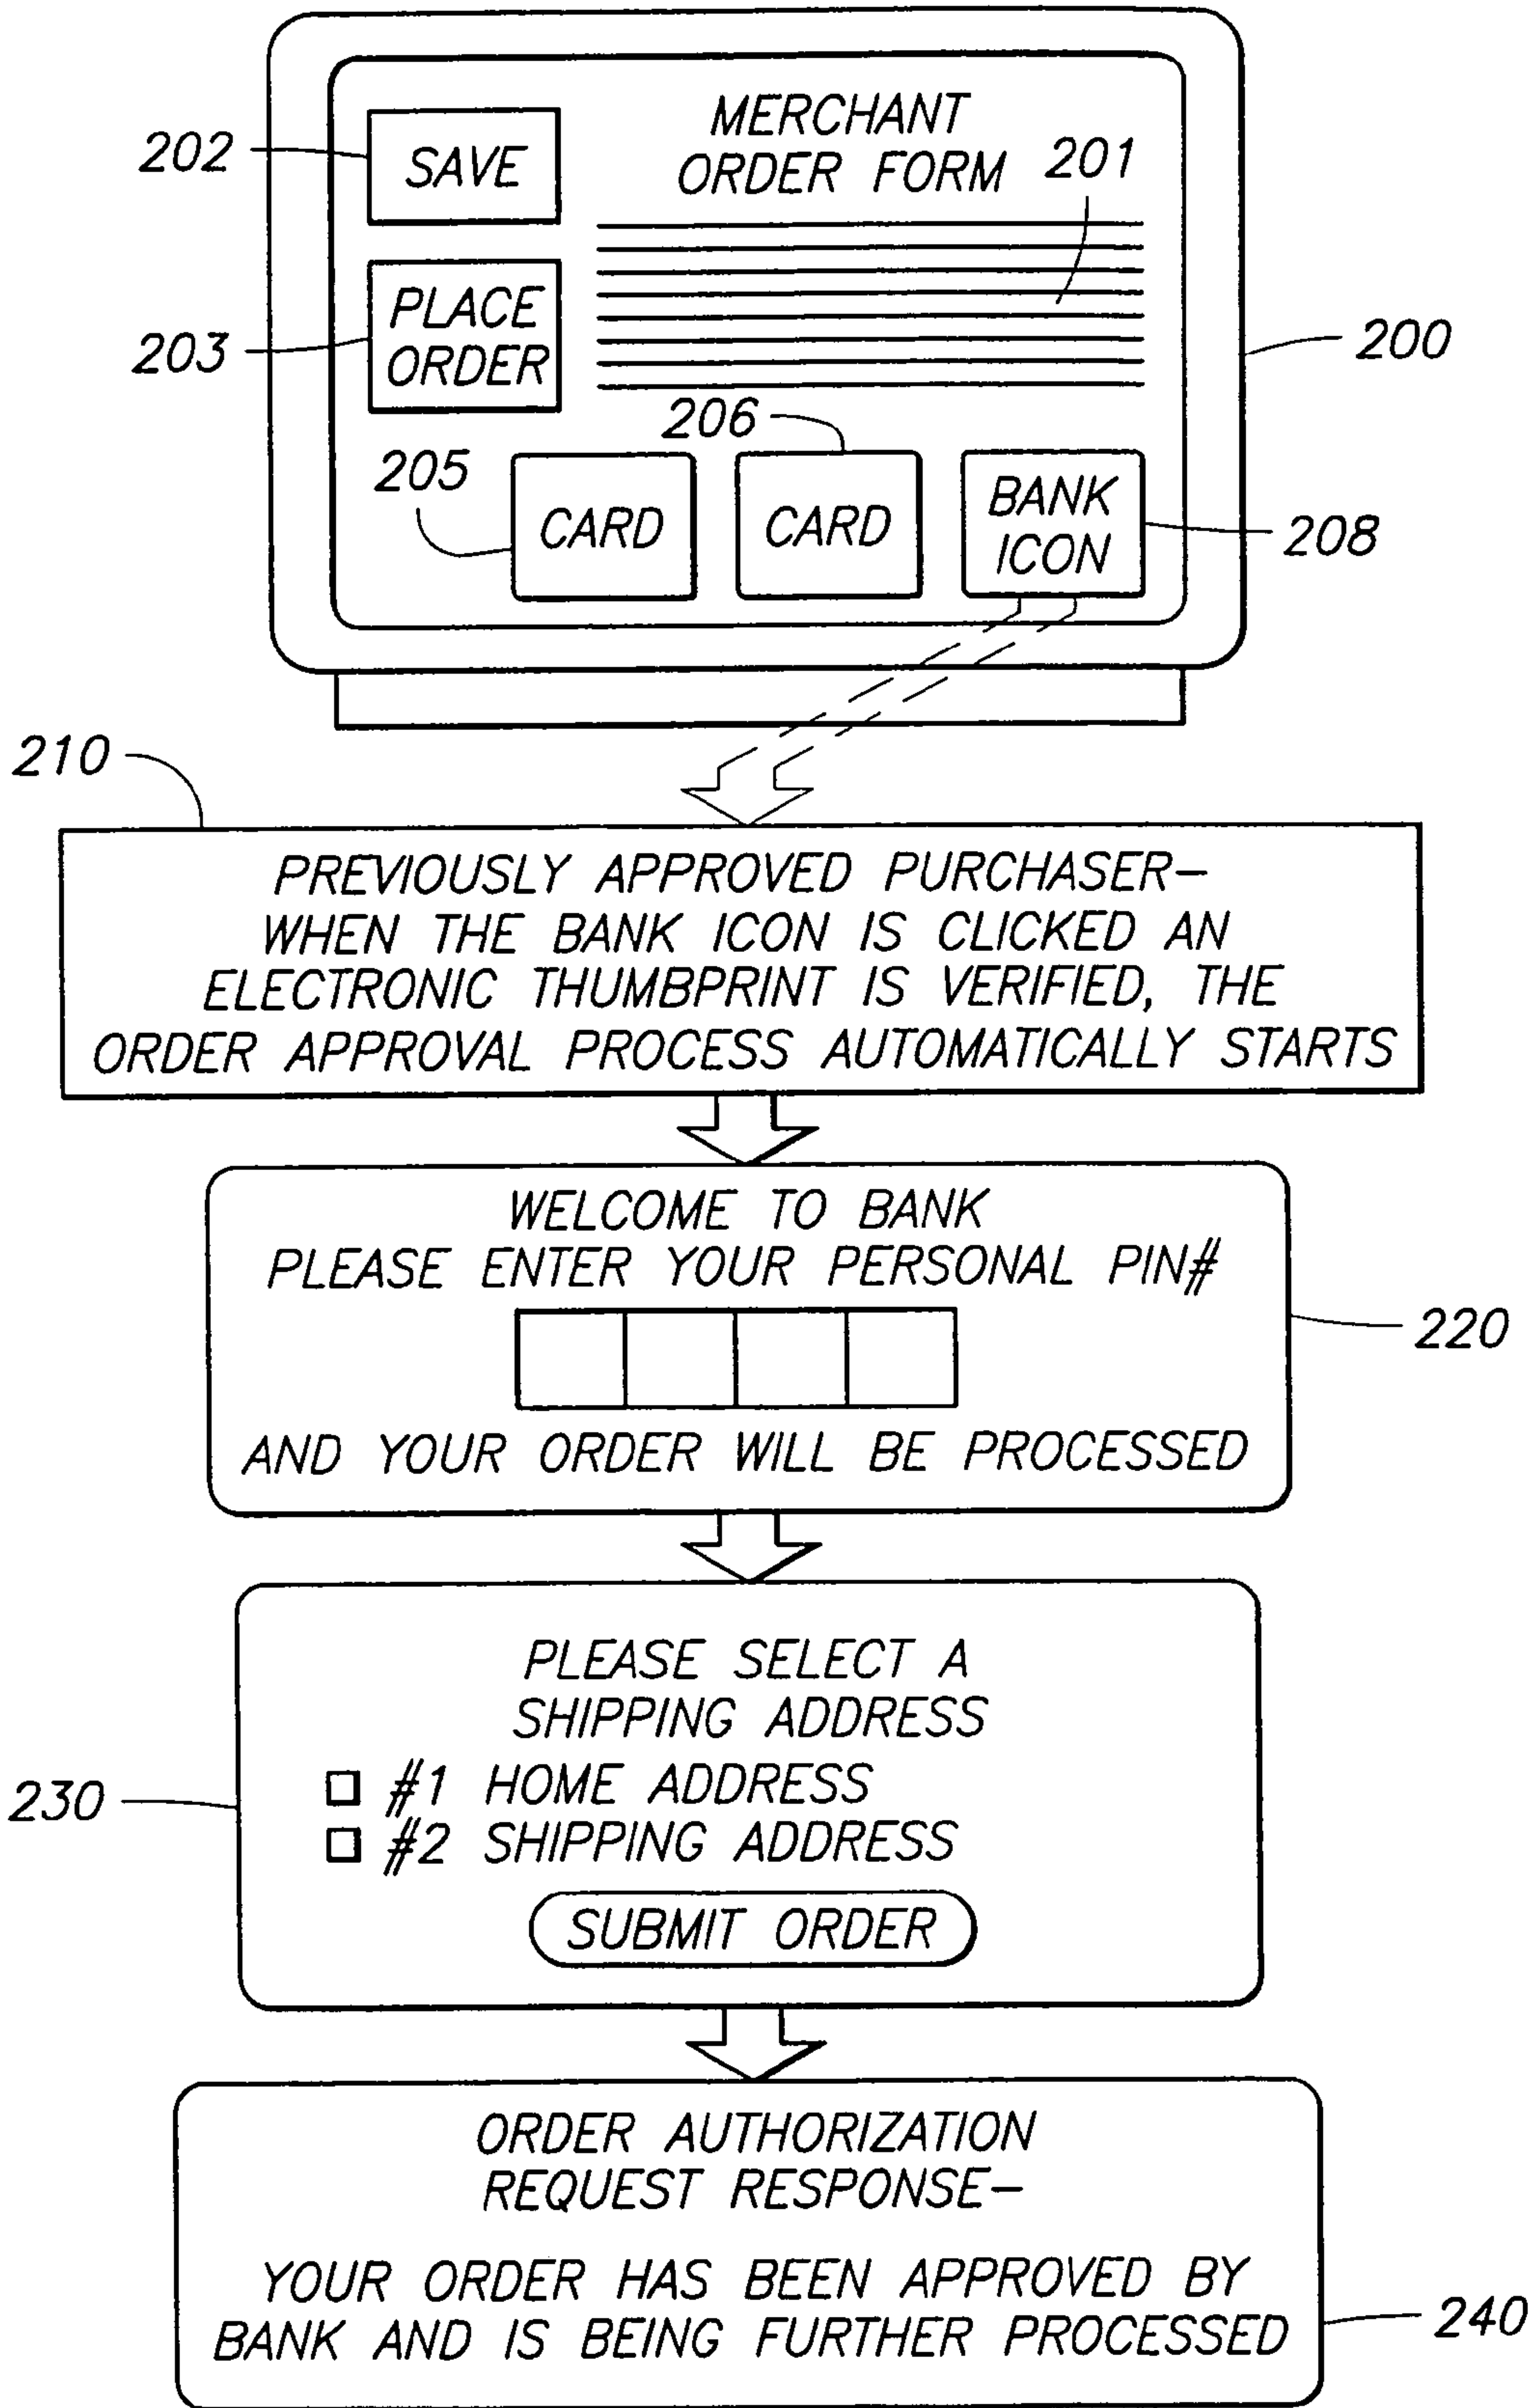 MERCHANT
ORDER FORM
201
202
SAVE
203
PLACE
ORDER
200
206
205
CARD
CARD
BANK
ICON
208
210
PREVIOUSLY APPROVED PURCHASER—
WHEN THE BANK ICON IS CLICKED AN
ELECTRONIC THUMBPRINT IS VERIFIED, THE
ORDER APPROVAL PROCESS AUTOMATICALLY STARTS
WELCOME TO BANK
PLEASE ENTER YOUR PERSONAL PIN#
220
AND YOUR ORDER WILL BE PROCESSED
PLEASE SELECT A
SHIPPING ADDRESS
#1 HOME ADDRESS
230
#2 SHIPPING ADDRESS
SUBMIT ORDER
ORDER AUTHORIZATION
REQUEST RESPONSE—
YOUR ORDER HAS BEEN APPROVED BY
BANK AND IS BEING FURTHER PROCESSED
240